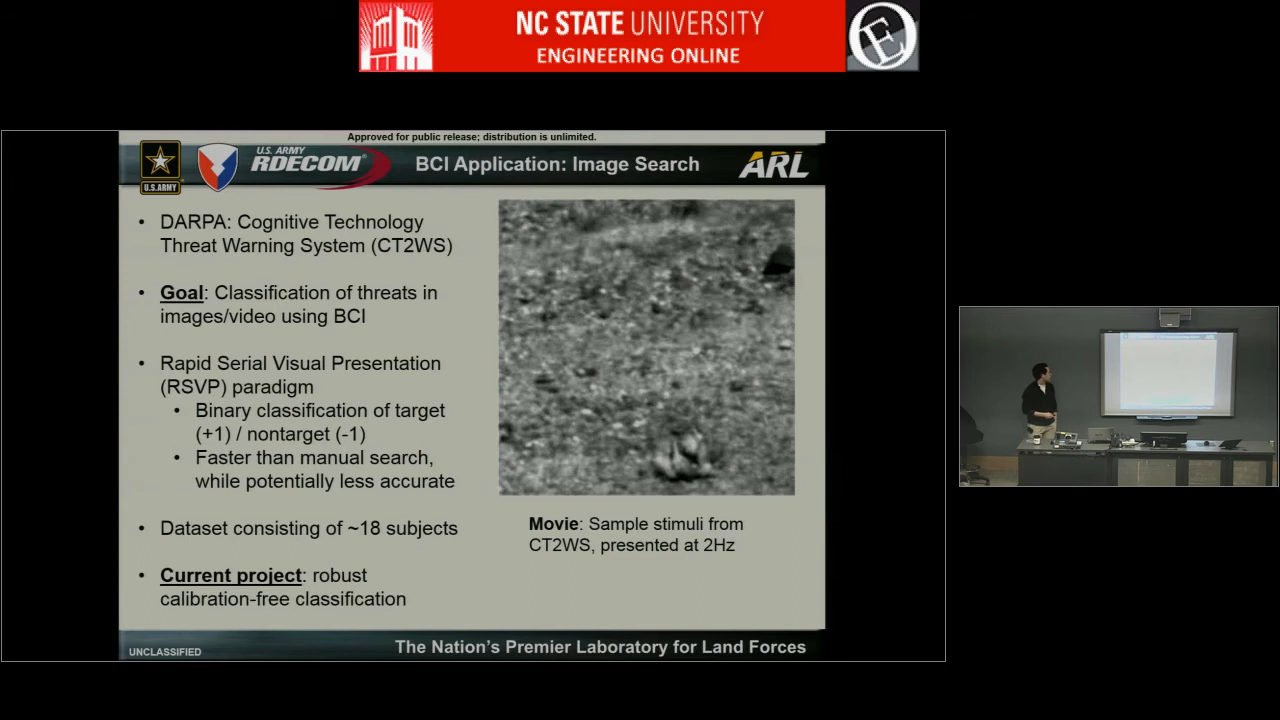 NC STATE UNIVERSITY
ENGINEERING ONLINE
Approved for public release; distribution is unlimited.
U.S. ARMY
U.S. ARMY
RDECOM®
BCI Application: Image Search
ARL
• DARPA: Cognitive Technology
Threat Warning System (CT2WS)
• Goal: Classification of threats in
images/video using BCI
• Rapid Serial Visual Presentation
(RSVP) paradigm
• Binary classification of target
(+1) / nontarget (-1)
• Faster than manual search,
while potentially less accurate
• Dataset consisting of ~18 subjects
• Current project: robust
calibration-free classification
Movie: Sample stimuli from
CT2WS, presented at 2Hz
UNCLASSIFIED
The Nation's Premier Laboratory for Land Forces